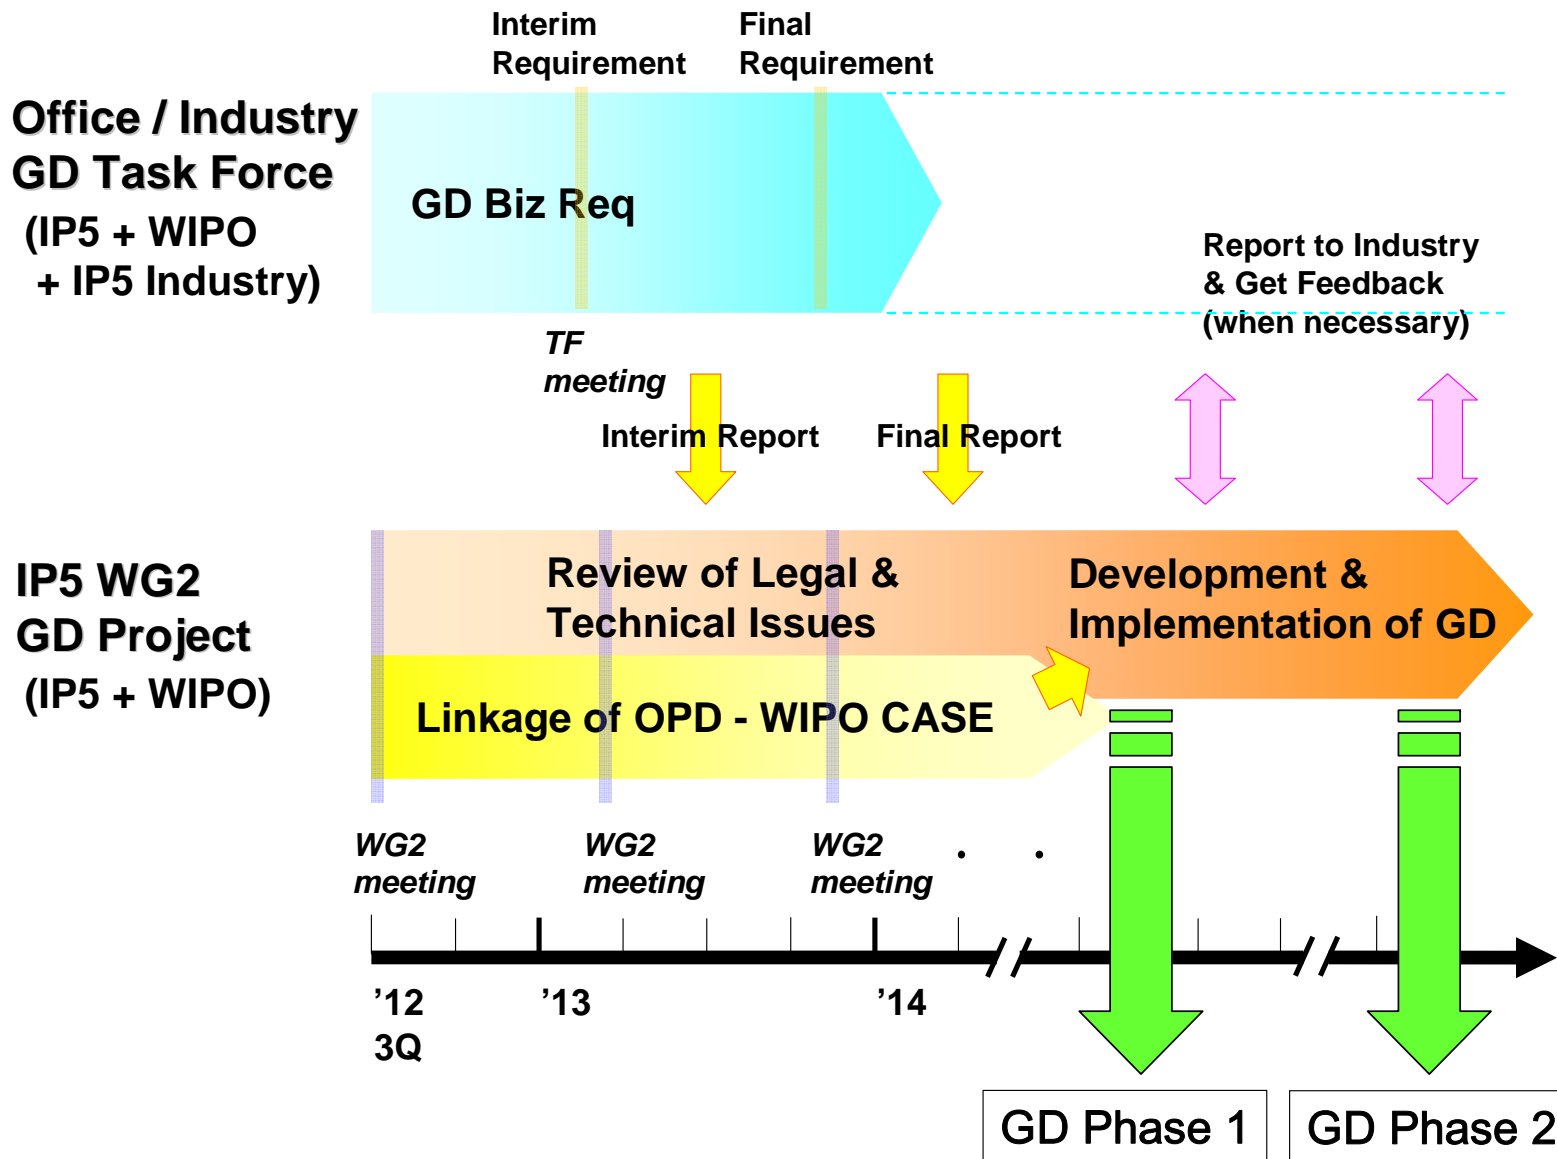 Interim
Requirement
Final
Requirement
Office / Industry
GD Task Force
(IP5 + WIPO
+ IP5 Industry)
GD Biz Req
Report to Industry
& Get Feedback
(when necessary)
TF
meeting
Interim Report
Final Report
IP5 WG2
GD Project
(IP5 + WIPO)
Review of Legal &
Technical Issues
Development &
Implementation of GD
Linkage of OPD - WIPO CASE
WG2
meeting
WG2
meeting
WG2
meeting
. .
’12
3Q
’13
’14
GD Phase 1
GD Phase 2